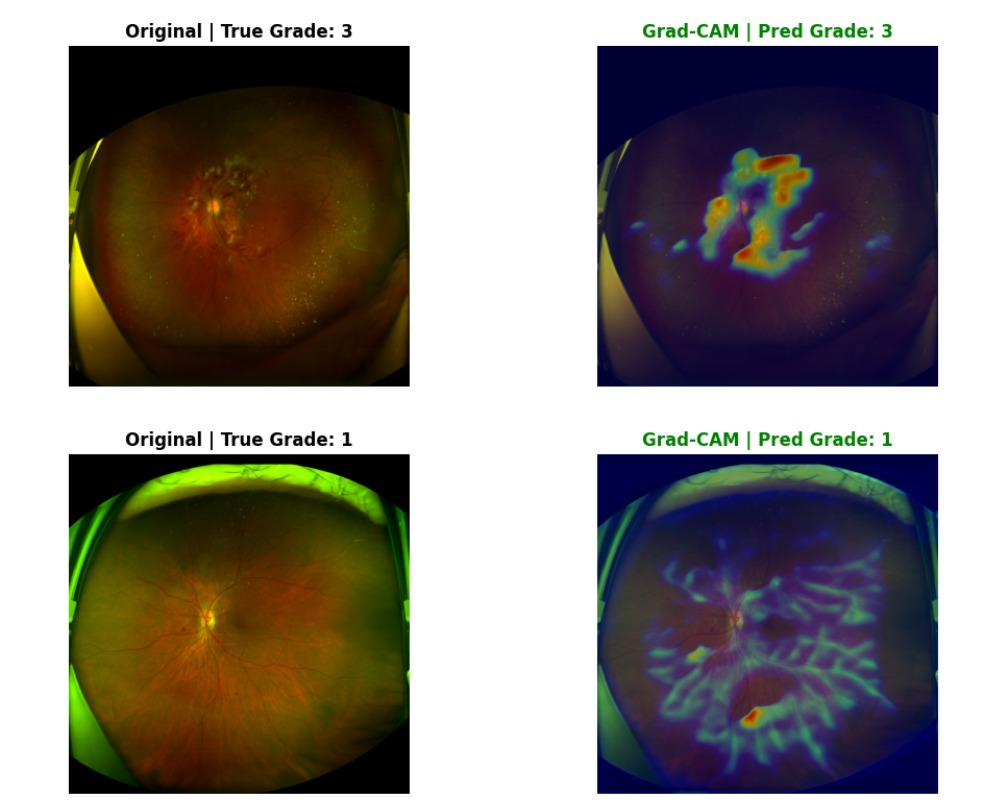 Original | True Grade: 3
Grad-CAM | Pred Grade: 3
Original | True Grade: 1
Grad-CAM | Pred Grade: 1